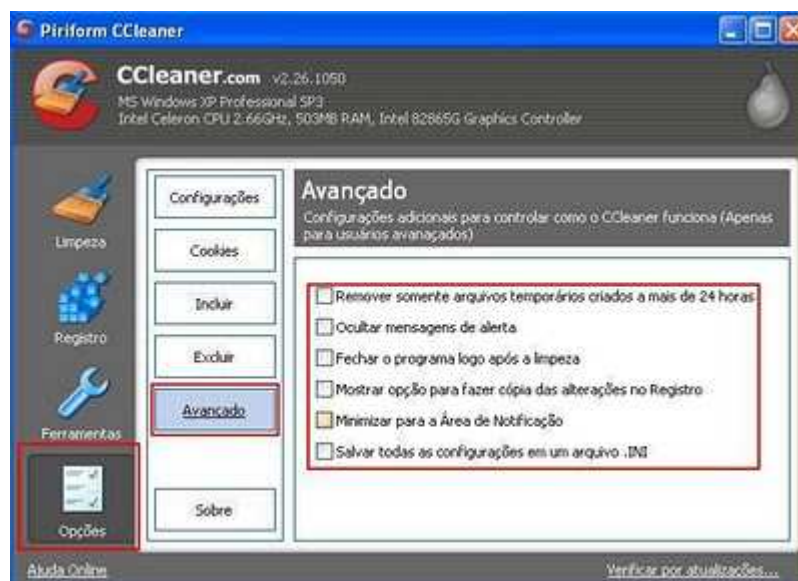 Piriform CCleaner
CCleaner.com v2.26.1050
MS Windows XP Professional SP3
Intel Celeron CPU 2.66GHz, 503MB RAM, Intel 82865G Graphics Controller
Limpeza
Registro
Ferramentas
Opções
Configurações
Cookies
Incluir
Excluir
Avançado
Sobre
Avançado
Configurações adicionais para controlar como o CCleaner funciona (Apenas
para usuários avanaçados)
Remover somente arquivos temporários criados a mais de 24 horas
Ocultar mensagens de alerta
Fechar o programa logo após a limpeza
Mostrar opção para fazer cópia das alterações no Registro
Minimizar para a Área de Notificação
Salvar todas as configurações em um arquivo .INI
Ajuda Online
Verificar por atualizações...